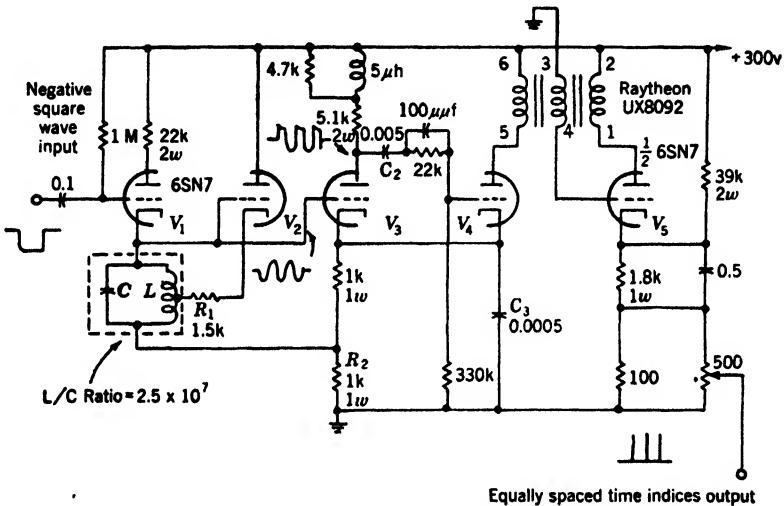 Negative
square
wave
input
0.1
1 M
22k
2w
6SN7
V1
C
L
R1
1.5k
L/C Ratio = 2.5 x 10^7
V2
4.7k
5μh
5.1k
2w
0.005
C2
100μμf
22k
V3
1k
1w
R2
1k
1w
330k
V4
C3
0.0005
6
3
2
5
4
1
Raytheon
UX8092
+300v
1/2 6SN7
V5
39k
2w
1.8k
1w
0.5
100
500
Equally spaced time indices output